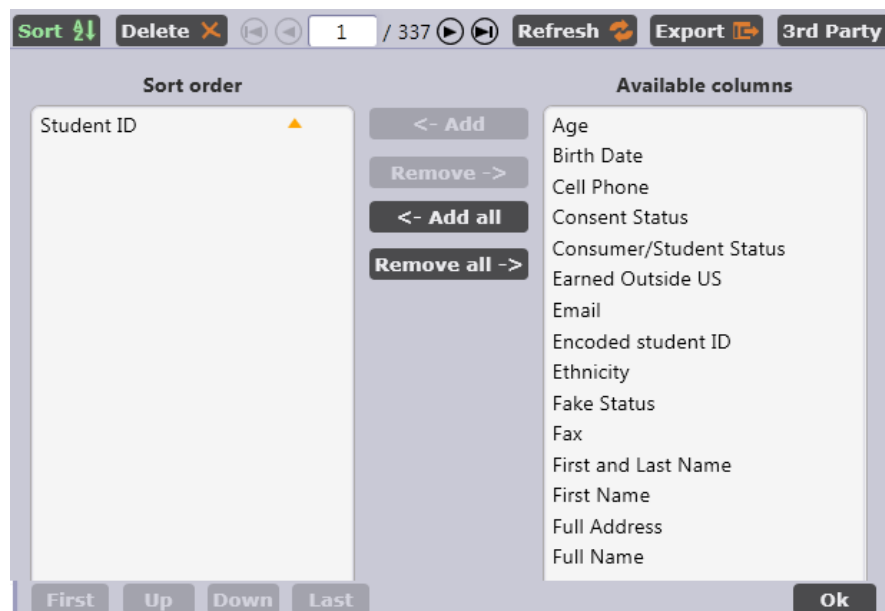 Sort Delete 1 / 337 Refresh Export 3rd Party
Sort order
Available columns
Student ID
<- Add
Remove ->
<- Add all
Remove all ->
Age
Birth Date
Cell Phone
Consent Status
Consumer/Student Status
Earned Outside US
Email
Encoded student ID
Ethnicity
Fake Status
Fax
First and Last Name
First Name
Full Address
Full Name
First Up Down Last Ok